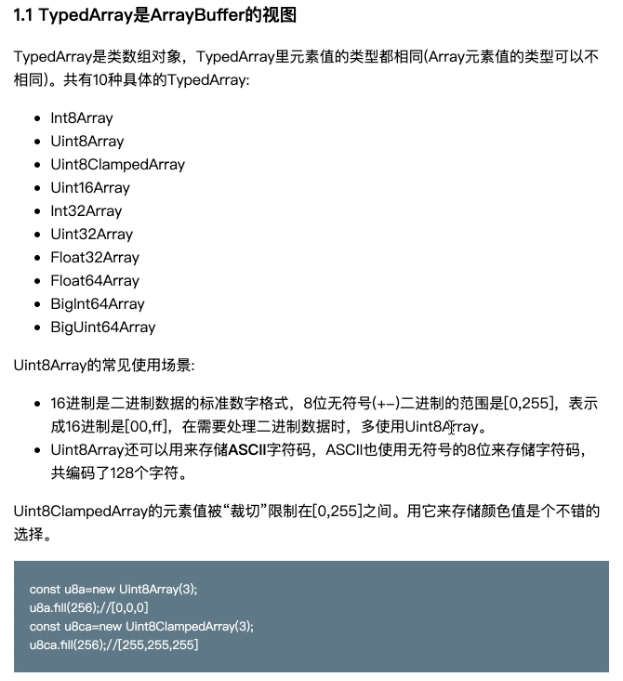 1.1 TypedArray是ArrayBuffer的视图
TypedArray是类数组对象，TypedArray里元素值的类型都相同(Array元素值的类型可以不
相同)。共有10种具体的TypedArray:
• Int8Array
• Uint8Array
• Uint8ClampedArray
• Uint16Array
• Int32Array
• Uint32Array
• Float32Array
• Float64Array
• BigInt64Array
• BigUint64Array
Uint8Array的常见使用场景:
• 16进制是二进制数据的标准数字格式，8位无符号(+−)二进制的范围是[0,255]，表示
成16进制是[00,ff]，在需要处理二进制数据时，多使用Uint8Array。
• Uint8Array还可以用来存储ASCII字符码，ASCII也使用无符号的8位来存储字符码，
共编码了128个字符。
Uint8ClampedArray的元素值被“裁切”限制在[0,255]之间。用它来存储颜色值是个不错的
选择。
const u8a=new Uint8Array(3);
u8a.fill(256);//[0,0,0]
const u8ca=new Uint8ClampedArray(3);
u8ca.fill(256);//[255,255,255]